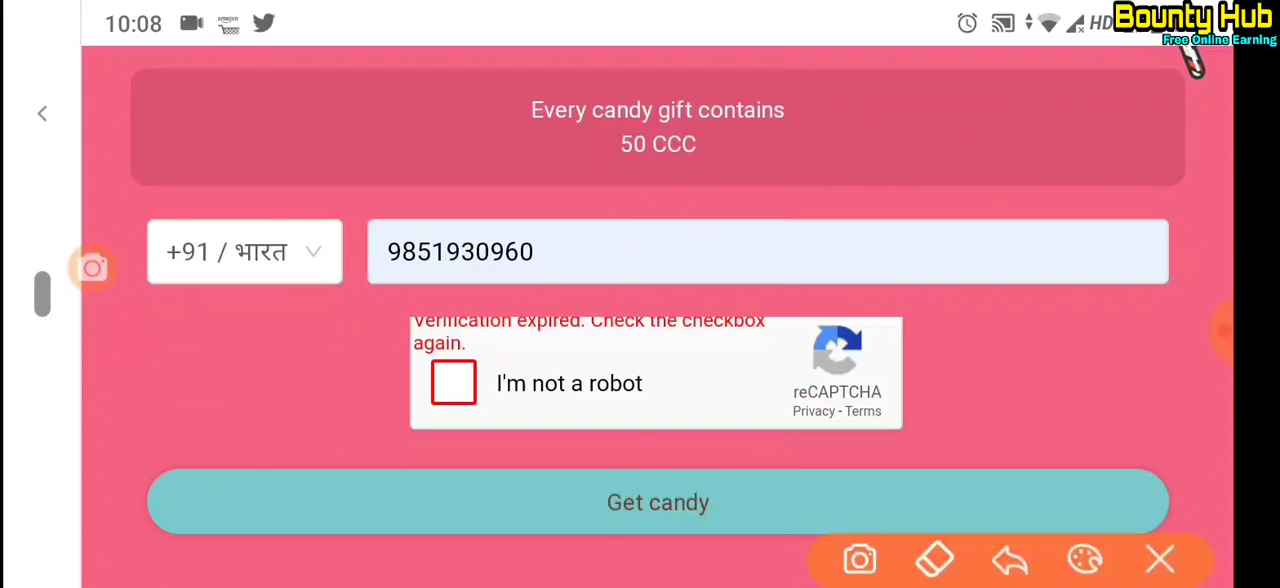 10:08
amazon
HD
Bounty Hub
Free Online Earning
Every candy gift contains
50 CCC
+91 / भारत
9851930960
Verification expired. Check the checkbox
again.
I'm not a robot
reCAPTCHA
Privacy - Terms
Get candy